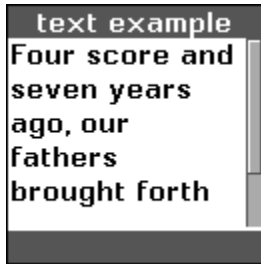 text example
Four score and
seven years
ago, our
fathers
brought forth